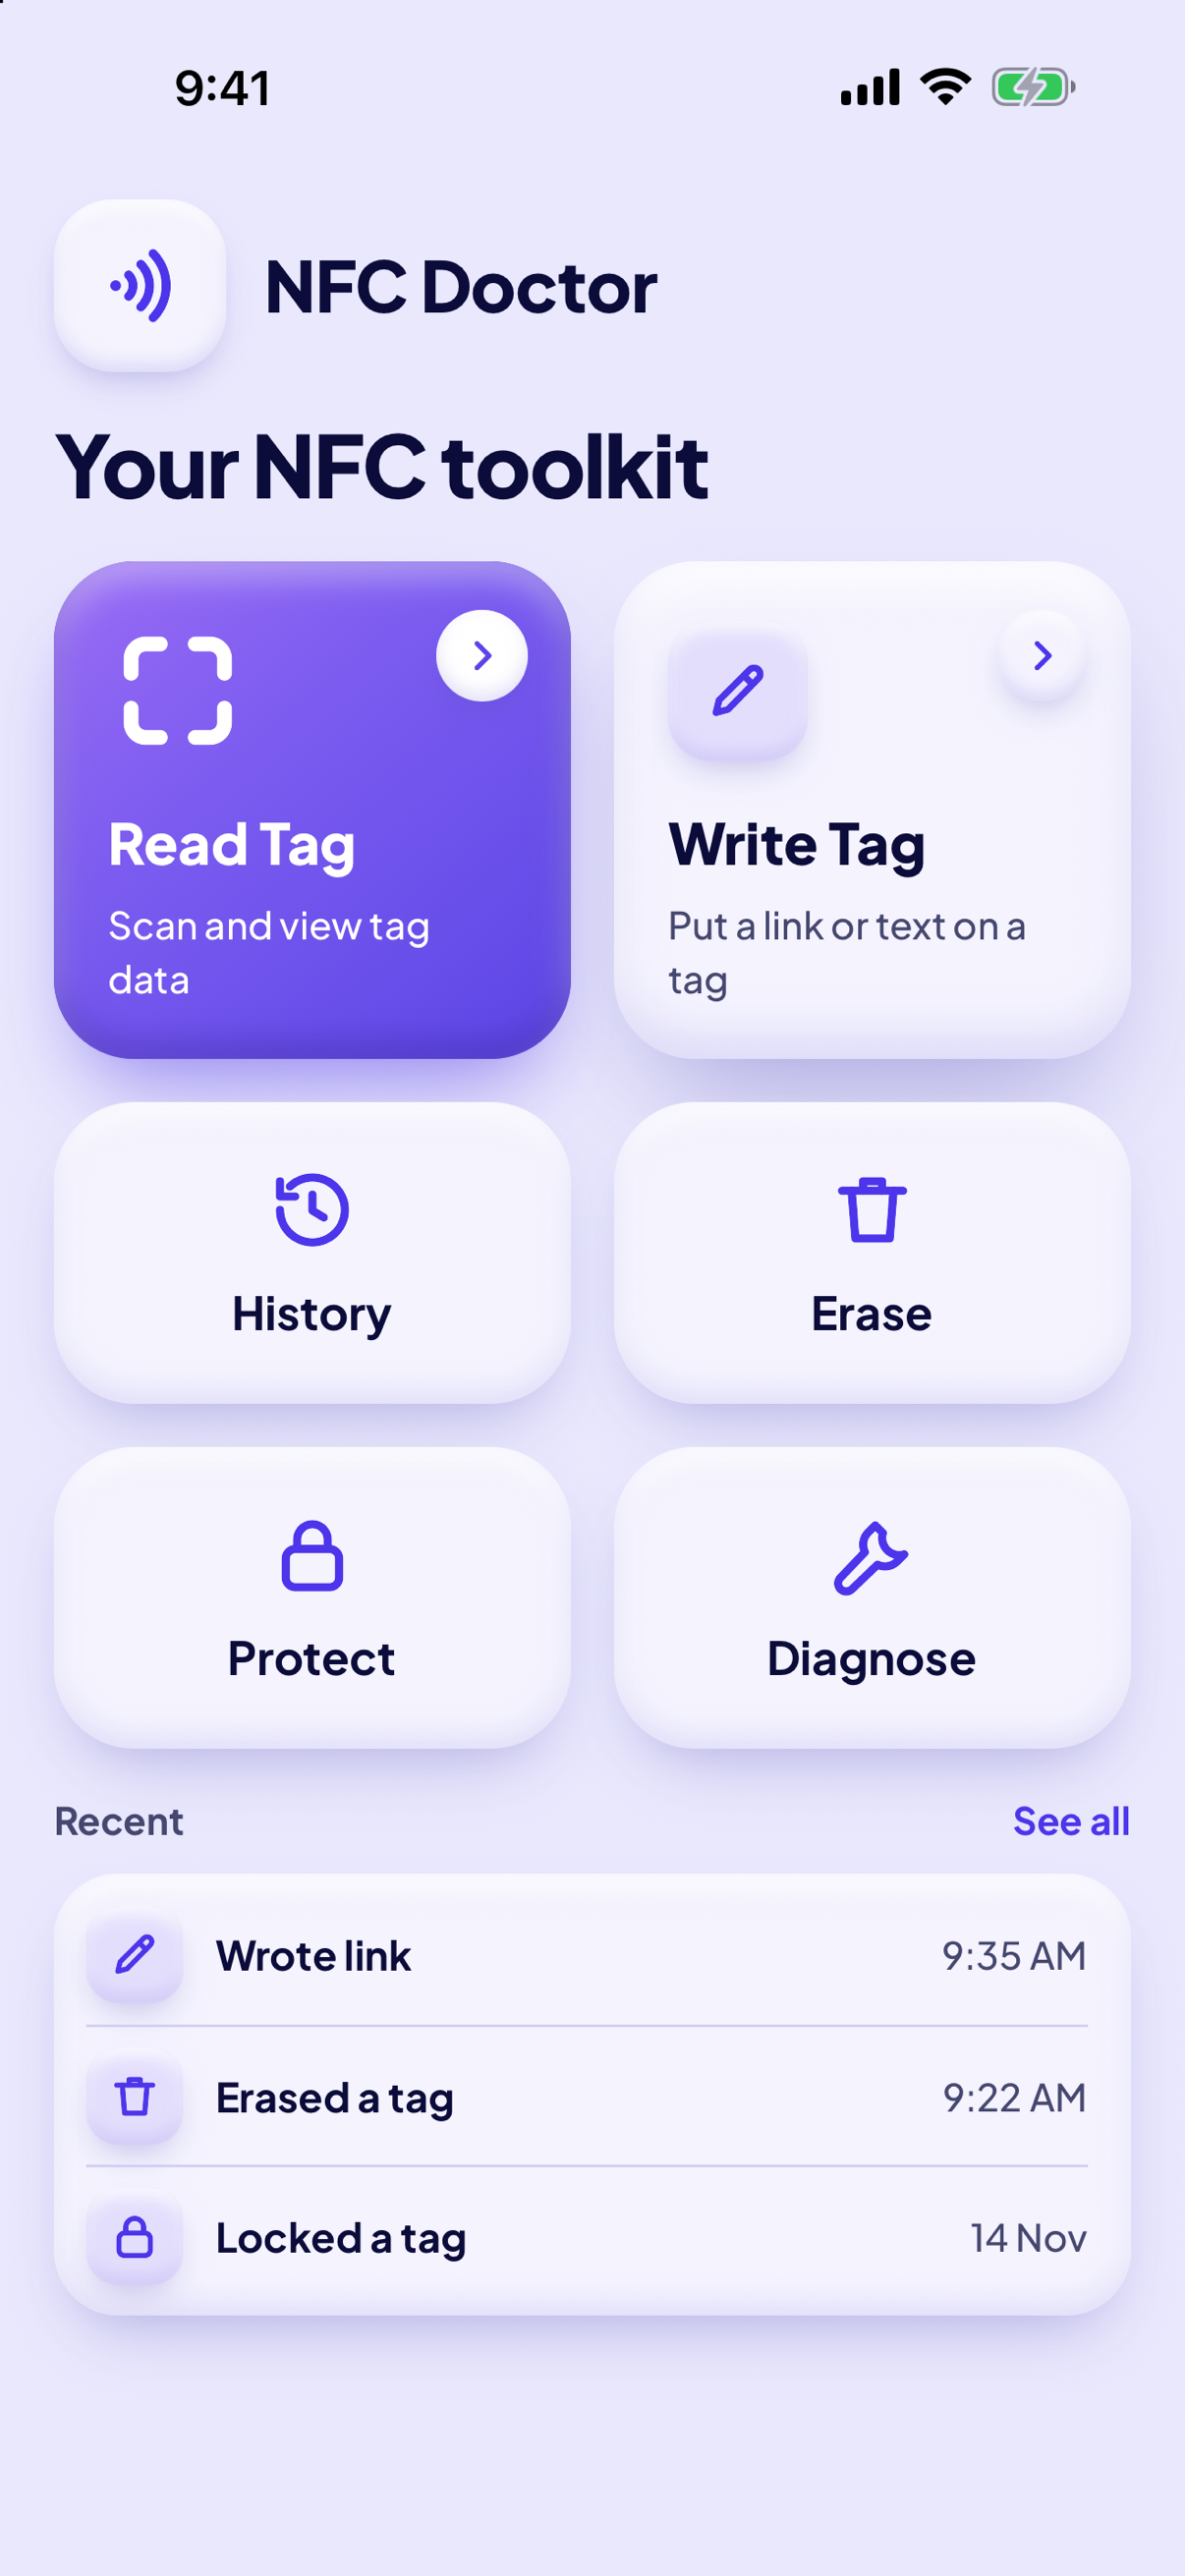 9:41
NFC Doctor
Your NFC toolkit
Read Tag
Scan and view tag
data
Write Tag
Put a link or text on a
tag
History
Erase
Protect
Diagnose
Recent
See all
Wrote link
9:35 AM
Erased a tag
9:22 AM
Locked a tag
14 Nov